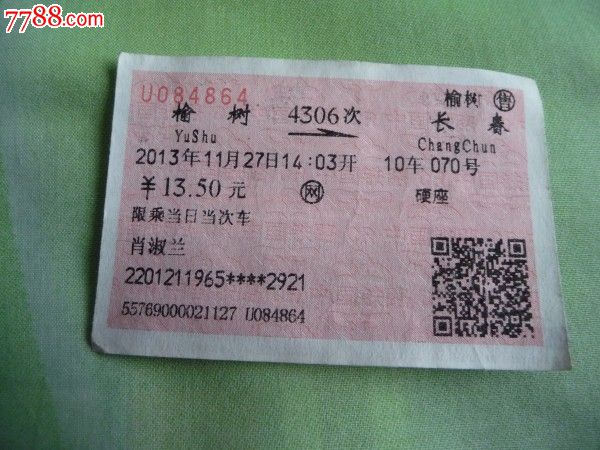 7788.com
U084864
榆树 售
榆树 4306次 长春
YuShu ChangChun
2013年11月27日14:03开 10车 070号
￥13.50元 网 硬座
限乘当日当次车
肖淑兰
2201211965****2921
55769000021127 U084864